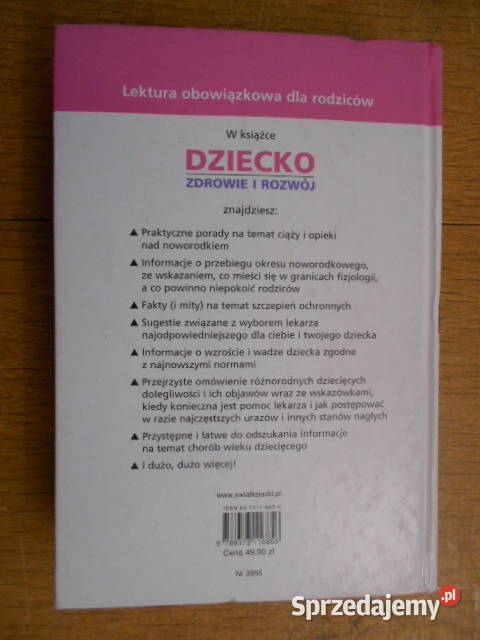 Lektura obowiązkowa dla rodziców
W książce
DZIECKO
ZDROWIE I ROZWÓJ
znajdziesz:
▲ Praktyczne porady na temat ciąży i opieki
nad noworodkiem
▲ Informacje o przebiegu okresu noworodkowego,
ze wskazaniem, co mieści się w granicach fizjologii,
a co powinno niepokoić rodziców
▲ Fakty (i mity) na temat szczepień ochronnych
▲ Sugestie związane z wyborem lekarza
najodpowiedniejszego dla ciebie i twojego dziecka
▲ Informacje o wzroście i wadze dziecka zgodne
z najnowszymi normami
▲ Przejrzyste omówienie różnorodnych dziecięcych
dolegliwości i ich objawów wraz ze wskazówkami,
kiedy konieczna jest pomoc lekarza i jak postępować
w razie najczęstszych urazów i innych stanów nagłych
▲ Przystępne i łatwe do odszukania informacje
na temat chorób wieku dziecięcego
▲ I dużo, dużo więcej!
www.swiatksiazki.pl
ISBN
Cena 49,90 zł
Nr 3956
Sprzedajemy.pl